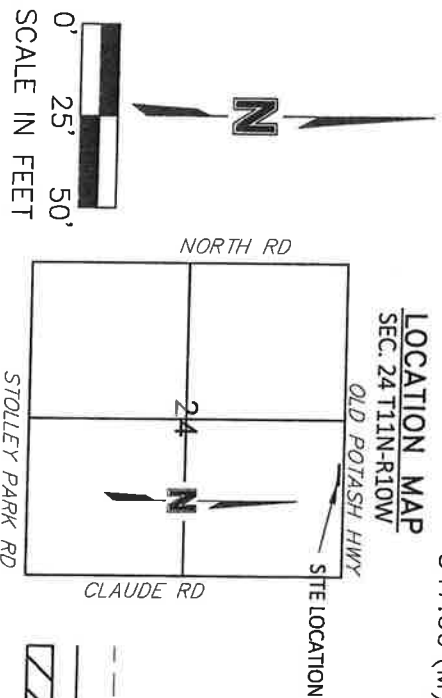 0' 25' 50'
SCALE IN FEET
N
LOCATION MAP
SEC. 24 T11N-R10W
NORTH RD
OLD POTASH HWY
24
N
SITE LOCATION
STOLLEY PARK RD
CLAUDE RD